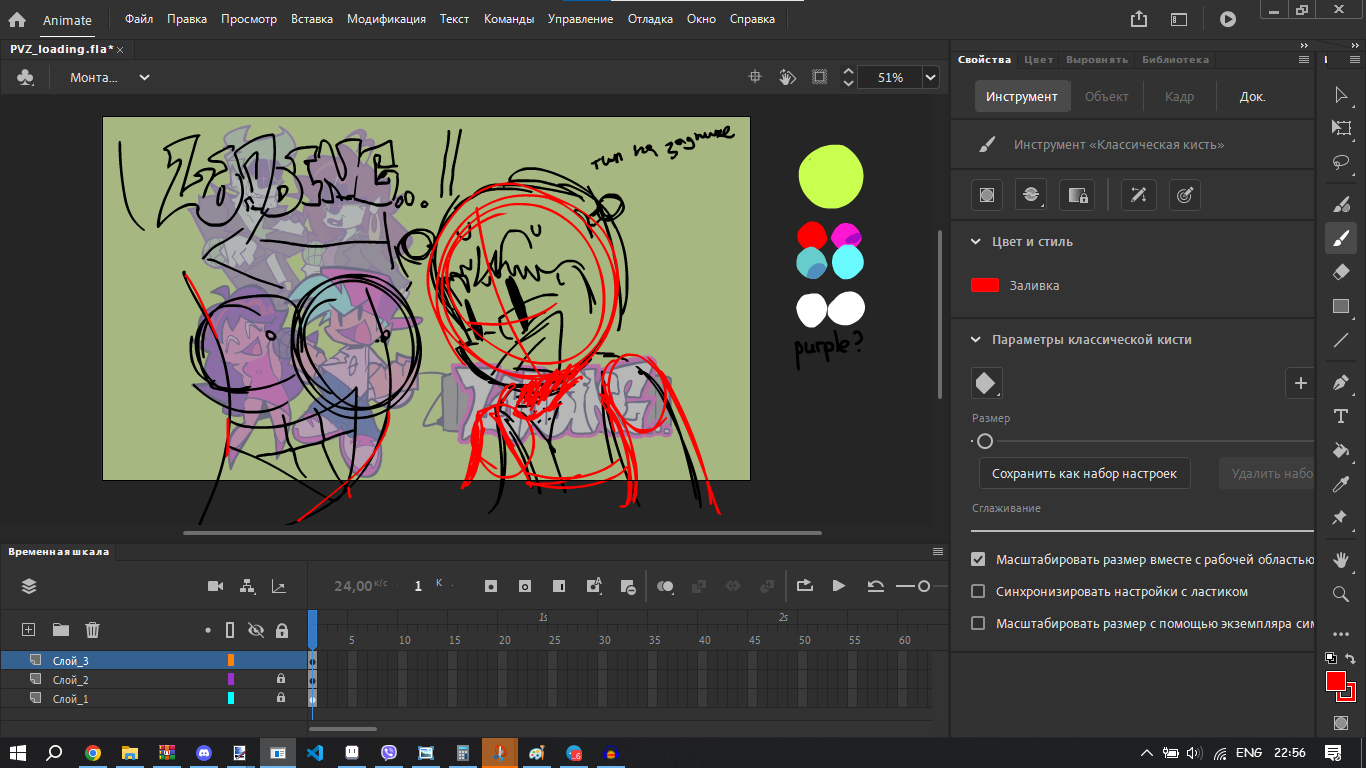 Animate
Файл Правка Просмотр Вставка Модификация Текст Команды Управление Отладка Окно Справка
PVZ_loading.fla*
Монта...
51%
Свойства Цвет Выровнять Библиотека
Инструмент Объект Кадр Док.
Инструмент «Классическая кисть»
Цвет и стиль
Заливка
Параметры классической кисти
Размер
Сохранить как набор настроек Удалить набо
Сглаживание
Масштабировать размер вместе с рабочей областью
Синхронизировать настройки с ластиком
Масштабировать размер с помощью экземпляра сим
тип на заднике
purple?
Временная шкала
24,00 к/с 1 К
1s 2s
5 10 15 20 25 30 35 40 45 50 55 60
Слой_3
Слой_2
Слой_1
ENG 22:56